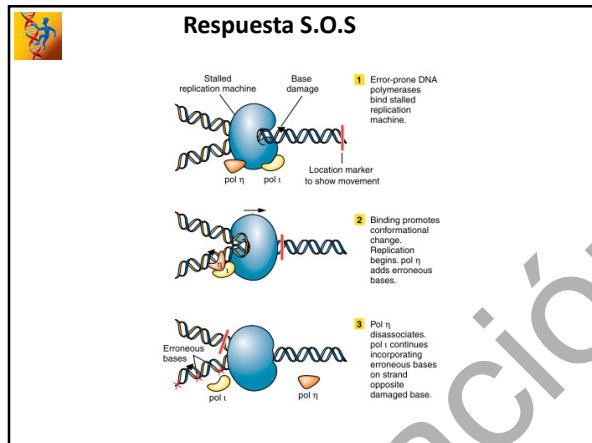 Respuesta S.O.S
Stalled
replication machine
Base
damage
pol η
pol ι
Location marker
to show movement
1 Error-prone DNA
polymerases
bind stalled
replication
machine.
η
ι
2 Binding promotes
conformational
change.
Replication
begins. pol η
adds erroneous
bases.
Erroneous
bases
pol ι
pol η
3 Pol η
disassociates.
pol ι continues
incorporating
erroneous bases
on strand
opposite
damaged base.
ación